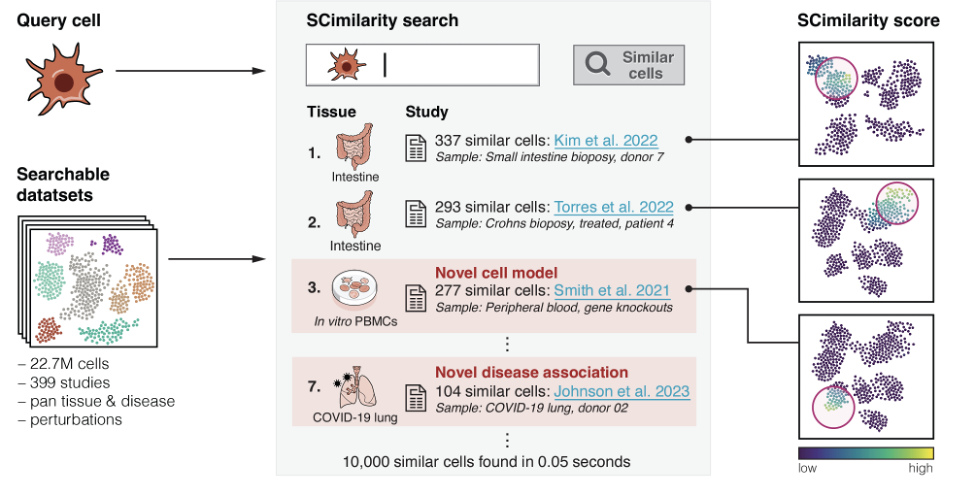 Query cell
Searchable
datatsets
– 22.7M cells
– 399 studies
– pan tissue & disease
– perturbations
SCimilarity search
Similar
cells
Tissue
Study
1.
Intestine
337 similar cells: Kim et al. 2022
Sample: Small intestine bioposy, donor 7
2.
Intestine
293 similar cells: Torres et al. 2022
Sample: Crohns bioposy, treated, patient 4
3.
In vitro PBMCs
Novel cell model
277 similar cells: Smith et al. 2021
Sample: Peripheral blood, gene knockouts
7.
COVID-19 lung
Novel disease association
104 similar cells: Johnson et al. 2023
Sample: COVID-19 lung, donor 02
10,000 similar cells found in 0.05 seconds
SCimilarity score
low
high